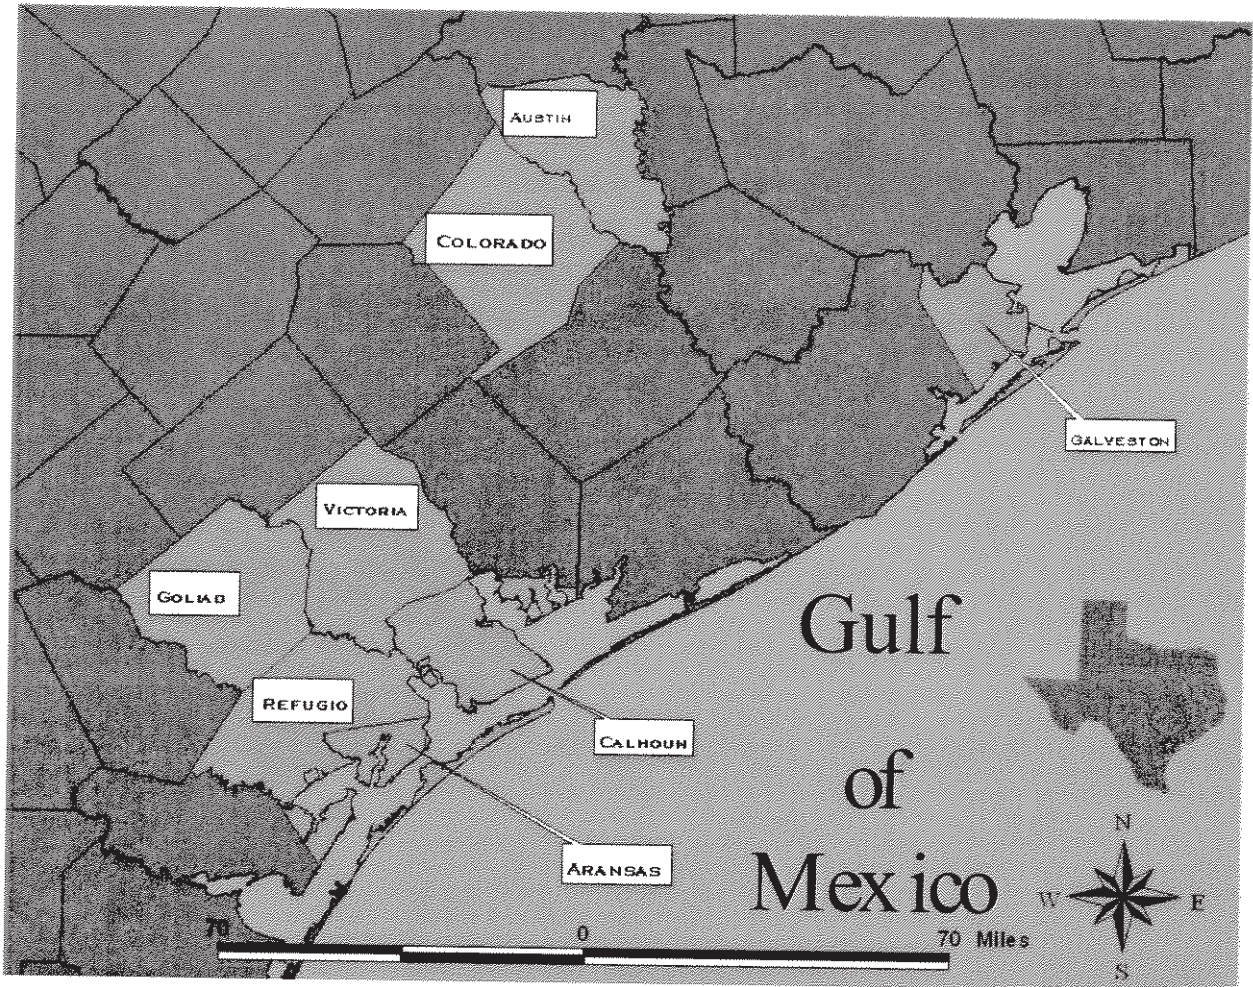 AUSTIN
COLORADO
GALVESTON
VICTORIA
GOLIAD
Gulf
REFUGIO
CALHOUN
of
ARANSAS
Mexico
N
W E
S
70 0 70 Miles